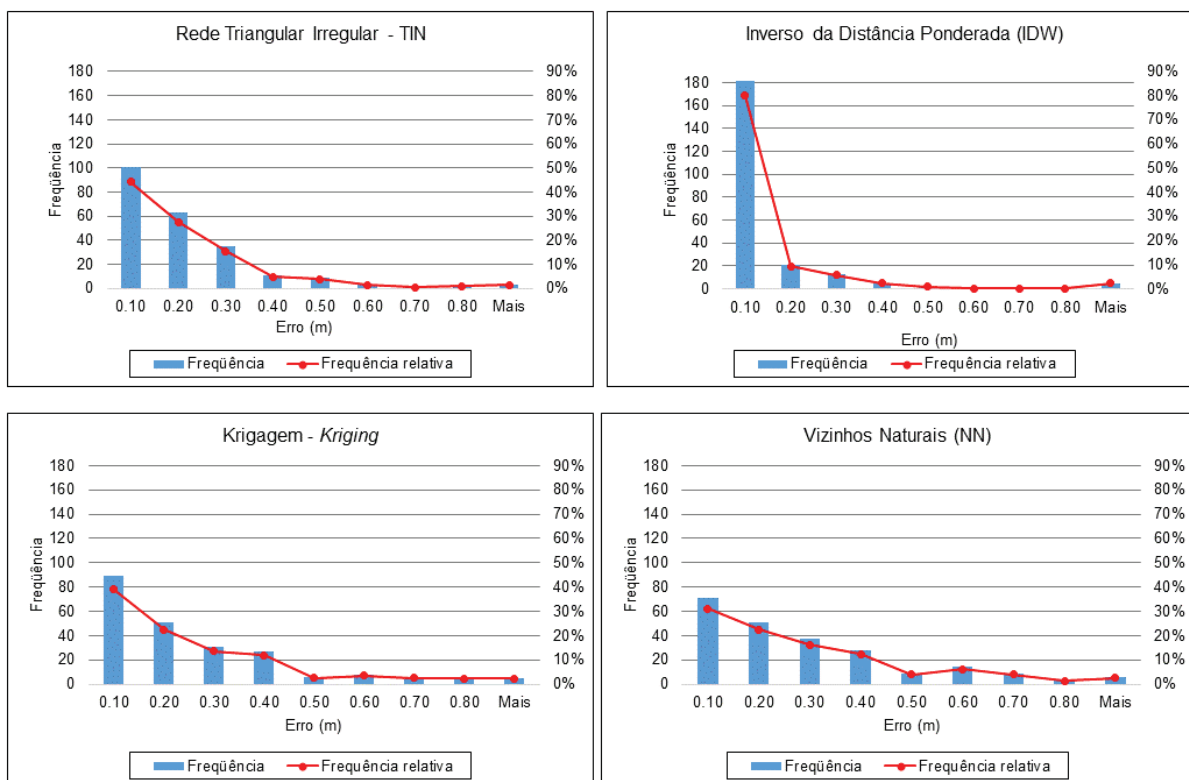 Rede Triangular Irregular - TIN
180 90%
160 80%
140 70%
120 60%
100 50%
80 40%
60 30%
40 20%
20 10%
0 0%
Freqüência
0.10 0.20 0.30 0.40 0.50 0.60 0.70 0.80 Mais
Erro (m)
Freqüência Frequência relativa
Inverso da Distância Ponderada (IDW)
90%
180 80%
160 70%
140 60%
120 50%
100 40%
80 30%
60 20%
40 10%
20 0%
0
Freqüência
0.10 0.20 0.30 0.40 0.50 0.60 0.70 0.80 Mais
Erro (m)
Freqüência Frequência relativa
Krigagem - Kriging
180 90%
160 80%
140 70%
120 60%
100 50%
80 40%
60 30%
40 20%
20 10%
0 0%
Freqüência
0.10 0.20 0.30 0.40 0.50 0.60 0.70 0.80 Mais
Erro (m)
Freqüência Frequência relativa
Vizinhos Naturais (NN)
180 90%
160 80%
140 70%
120 60%
100 50%
80 40%
60 30%
40 20%
20 10%
0 0%
Freqüência
0.10 0.20 0.30 0.40 0.50 0.60 0.70 0.80 Mais
Erro (m)
Freqüência Frequência relativa